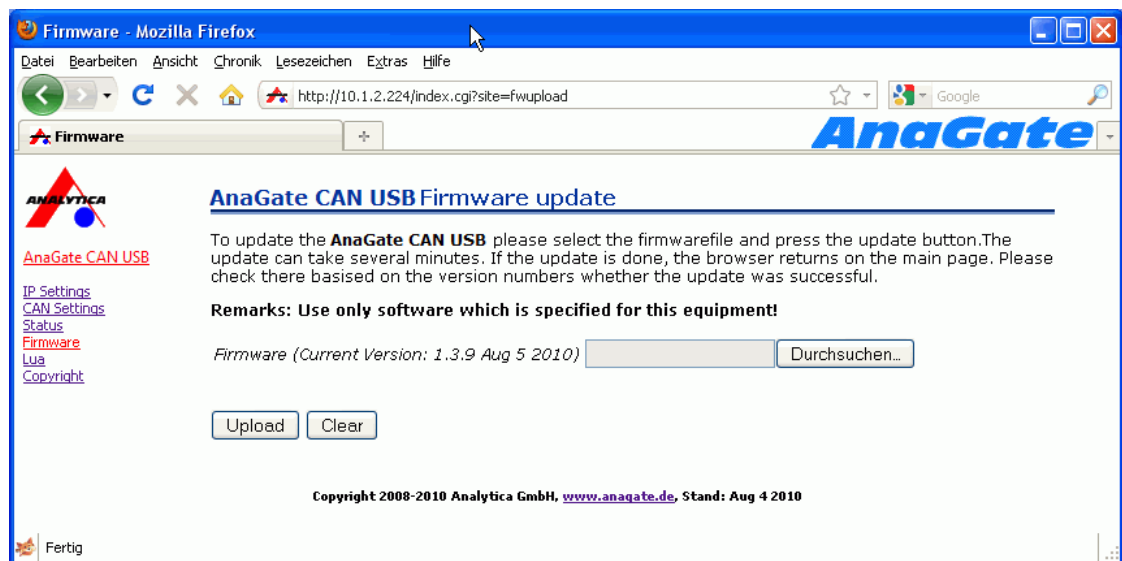 Firmware - Mozilla Firefox
Datei Bearbeiten Ansicht Chronik Lesezeichen Extras Hilfe
http://10.1.2.224/index.cgi?site=fwupload
Google
Firmware
AnaGate
ANALYTICA
AnaGate CAN USB Firmware update
To update the AnaGate CAN USB please select the firmwarefile and press the update button.The
update can take several minutes. If the update is done, the browser returns on the main page. Please
check there basised on the version numbers whether the update was successful.
Remarks: Use only software which is specified for this equipment!
AnaGate CAN USB
IP Settings
CAN Settings
Status
Firmware
Lua
Copyright
Firmware (Current Version: 1.3.9 Aug 5 2010)
Durchsuchen...
Upload Clear
Copyright 2008-2010 Analytica GmbH, www.anagate.de, Stand: Aug 4 2010
Fertig